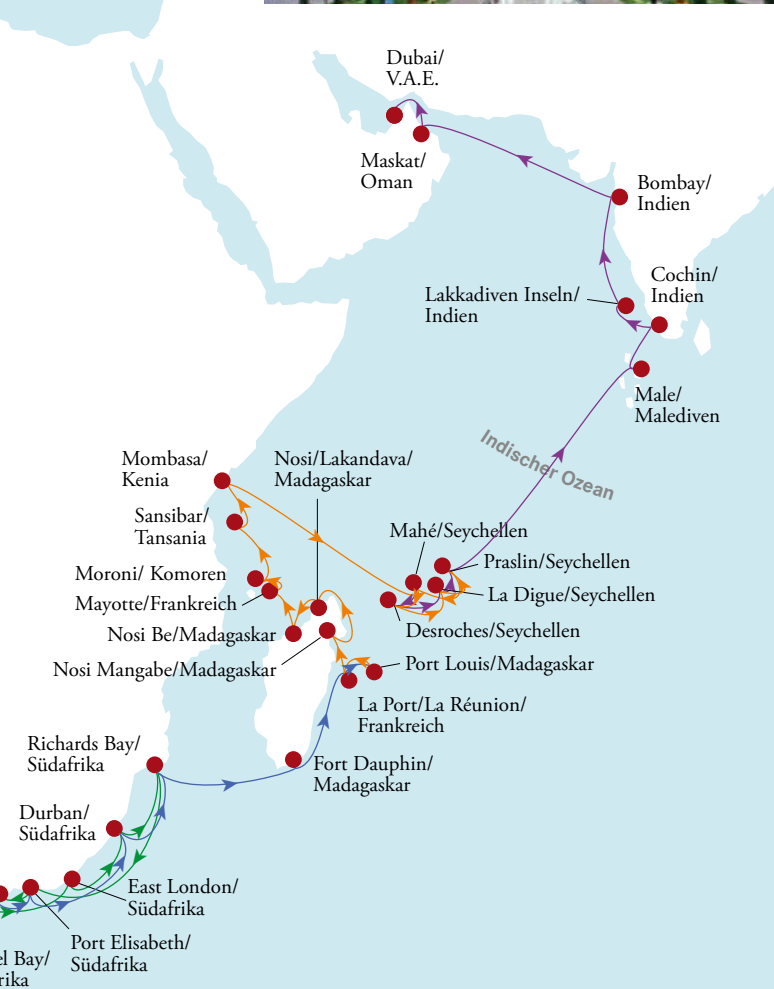 Dubai/
V.A.E.
Maskat/
Oman
Bombay/
Indien
Cochin/
Indien
Lakkadiven Inseln/
Indien
Male/
Malediven
Indischer Ozean
Mombasa/
Kenia
Nosi/Lakandava/
Madagaskar
Sansibar/
Tansania
Mahé/Seychellen
Praslin/Seychellen
Moroni/ Komoren
La Digue/Seychellen
Mayotte/Frankreich
Desroches/Seychellen
Nosi Be/Madagaskar
Nosi Mangabe/Madagaskar
Port Louis/Madagaskar
La Port/La Réunion/
Frankreich
Richards Bay/
Südafrika
Fort Dauphin/
Madagaskar
Durban/
Südafrika
East London/
Südafrika
Port Elisabeth/
Südafrika
el Bay/
rika